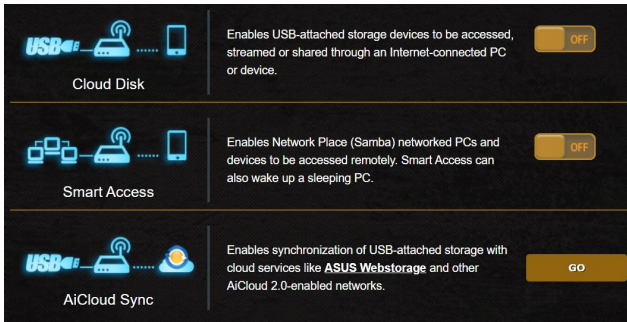 USB
Cloud Disk
Enables USB-attached storage devices to be accessed,
streamed or shared through an Internet-connected PC
or device.
OFF
Smart Access
Enables Network Place (Samba) networked PCs and
devices to be accessed remotely. Smart Access can
also wake up a sleeping PC.
OFF
USB
AiCloud Sync
Enables synchronization of USB-attached storage with
cloud services like ASUS Webstorage and other
AiCloud 2.0-enabled networks.
GO